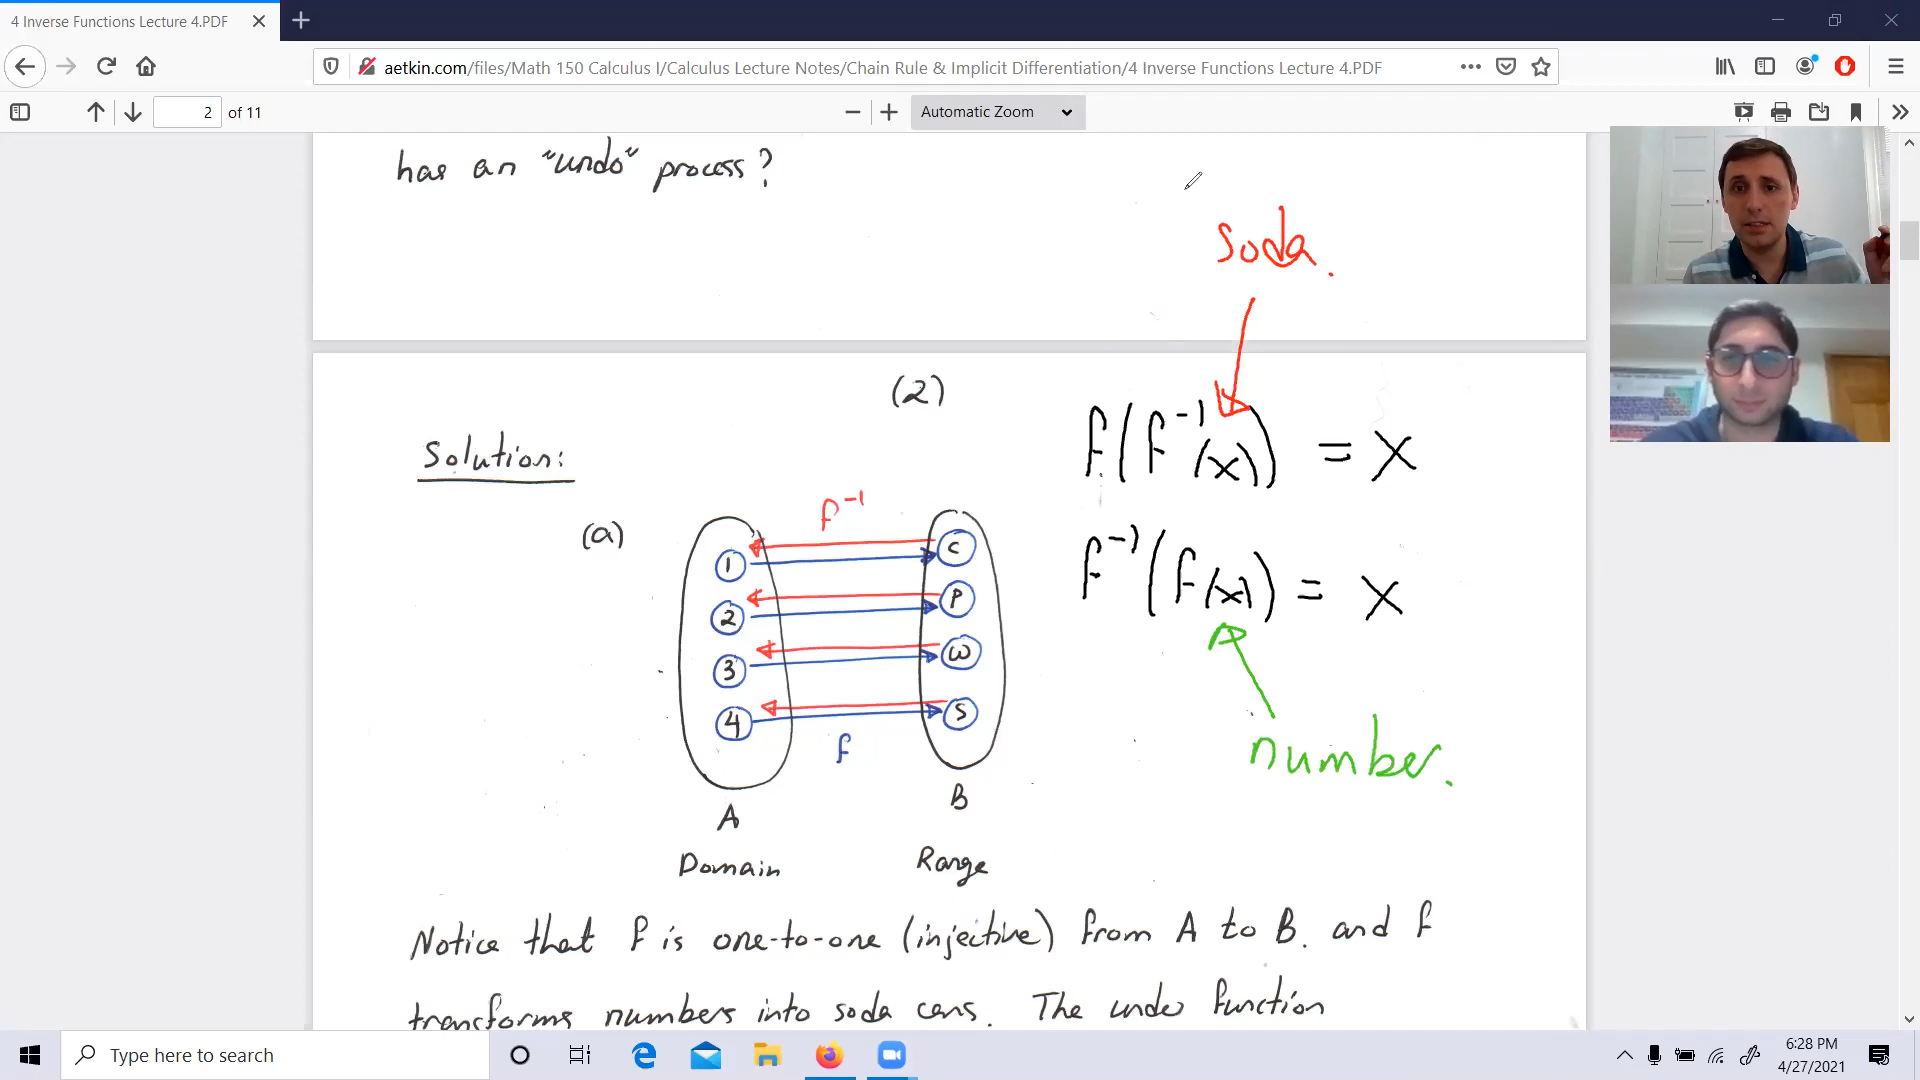 4 Inverse Functions Lecture 4.PDF
aetkin.com/files/Math 150 Calculus I/Calculus Lecture Notes/Chain Rule & Implicit Differentiation/4 Inverse Functions Lecture 4.PDF
2 of 11
Automatic Zoom
has an "undo" process?
soda.
(2)
f(f⁻¹(x)) = x
Solution:
f⁻¹
(a)
1 C
f⁻¹(f(x)) = x
2 P
3 W
4 S
f
number.
A B
Domain Range
Notice that f is one-to-one (injective) from A to B. and f
transforms numbers into soda cans. The undo function
Type here to search
6:28 PM
4/27/2021